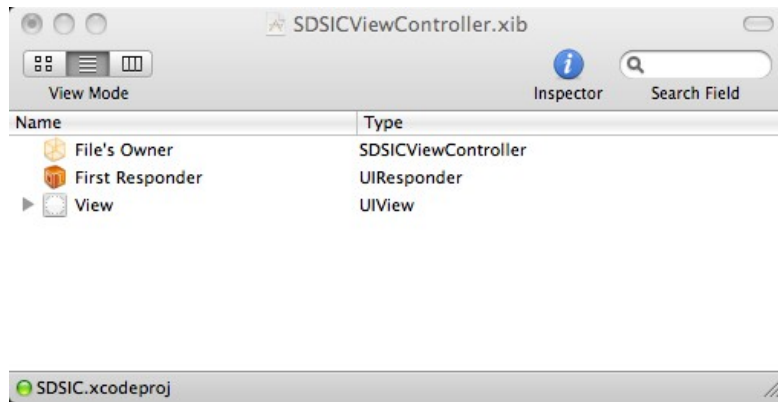 SDSICViewController.xib
View Mode
Inspector
Search Field
Name Type
File's Owner SDSICViewController
First Responder UIResponder
View UIView
SDSIC.xcodeproj